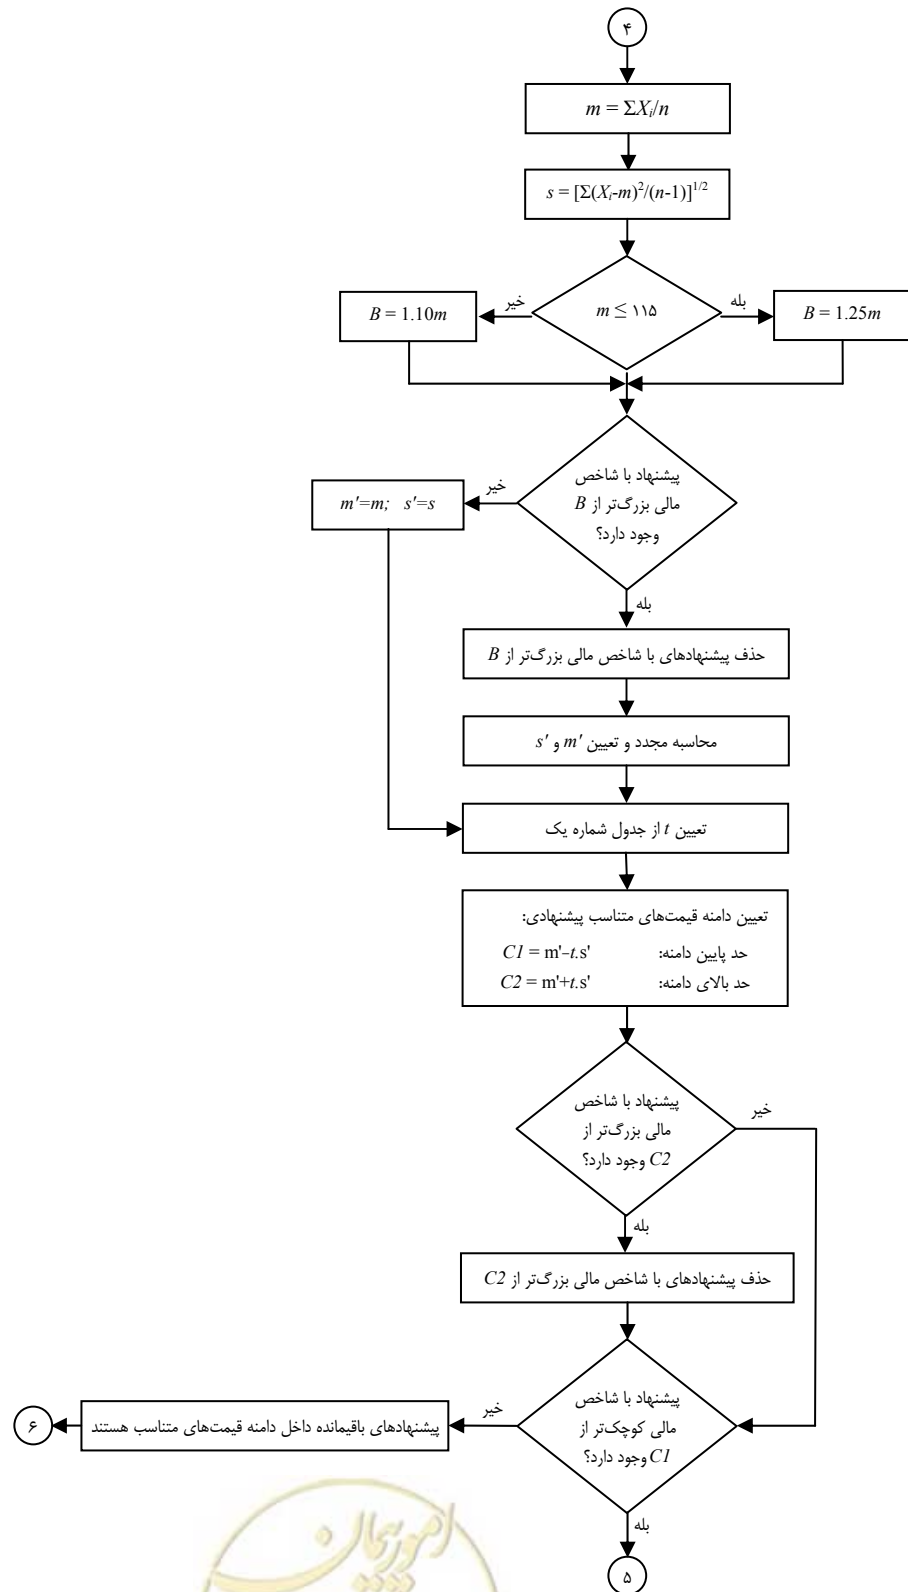 ۴
m = ΣXi/n
s = [Σ(Xi-m)²/(n-1)]^1/2
m ≤ ۱۱۵
خیر
بله
B = 1.10m
B = 1.25m
پیشنهاد با شاخص
مالی بزرگ‌تر از B
وجود دارد؟
خیر
m'=m; s'=s
بله
حذف پیشنهادهای با شاخص مالی بزرگ‌تر از B
محاسبه مجدد و تعیین m' و s'
تعیین t از جدول شماره یک
تعیین دامنه قیمت‌های متناسب پیشنهادی:
حد پایین دامنه: C1 = m'-t.s'
حد بالای دامنه: C2 = m'+t.s'
پیشنهاد با شاخص
مالی بزرگ‌تر از
C2 وجود دارد؟
خیر
بله
حذف پیشنهادهای با شاخص مالی بزرگ‌تر از C2
پیشنهاد با شاخص
مالی کوچک‌تر از
C1 وجود دارد؟
خیر
پیشنهادهای باقیمانده داخل دامنه قیمت‌های متناسب هستند
۶
بله
۵
امور پیمان